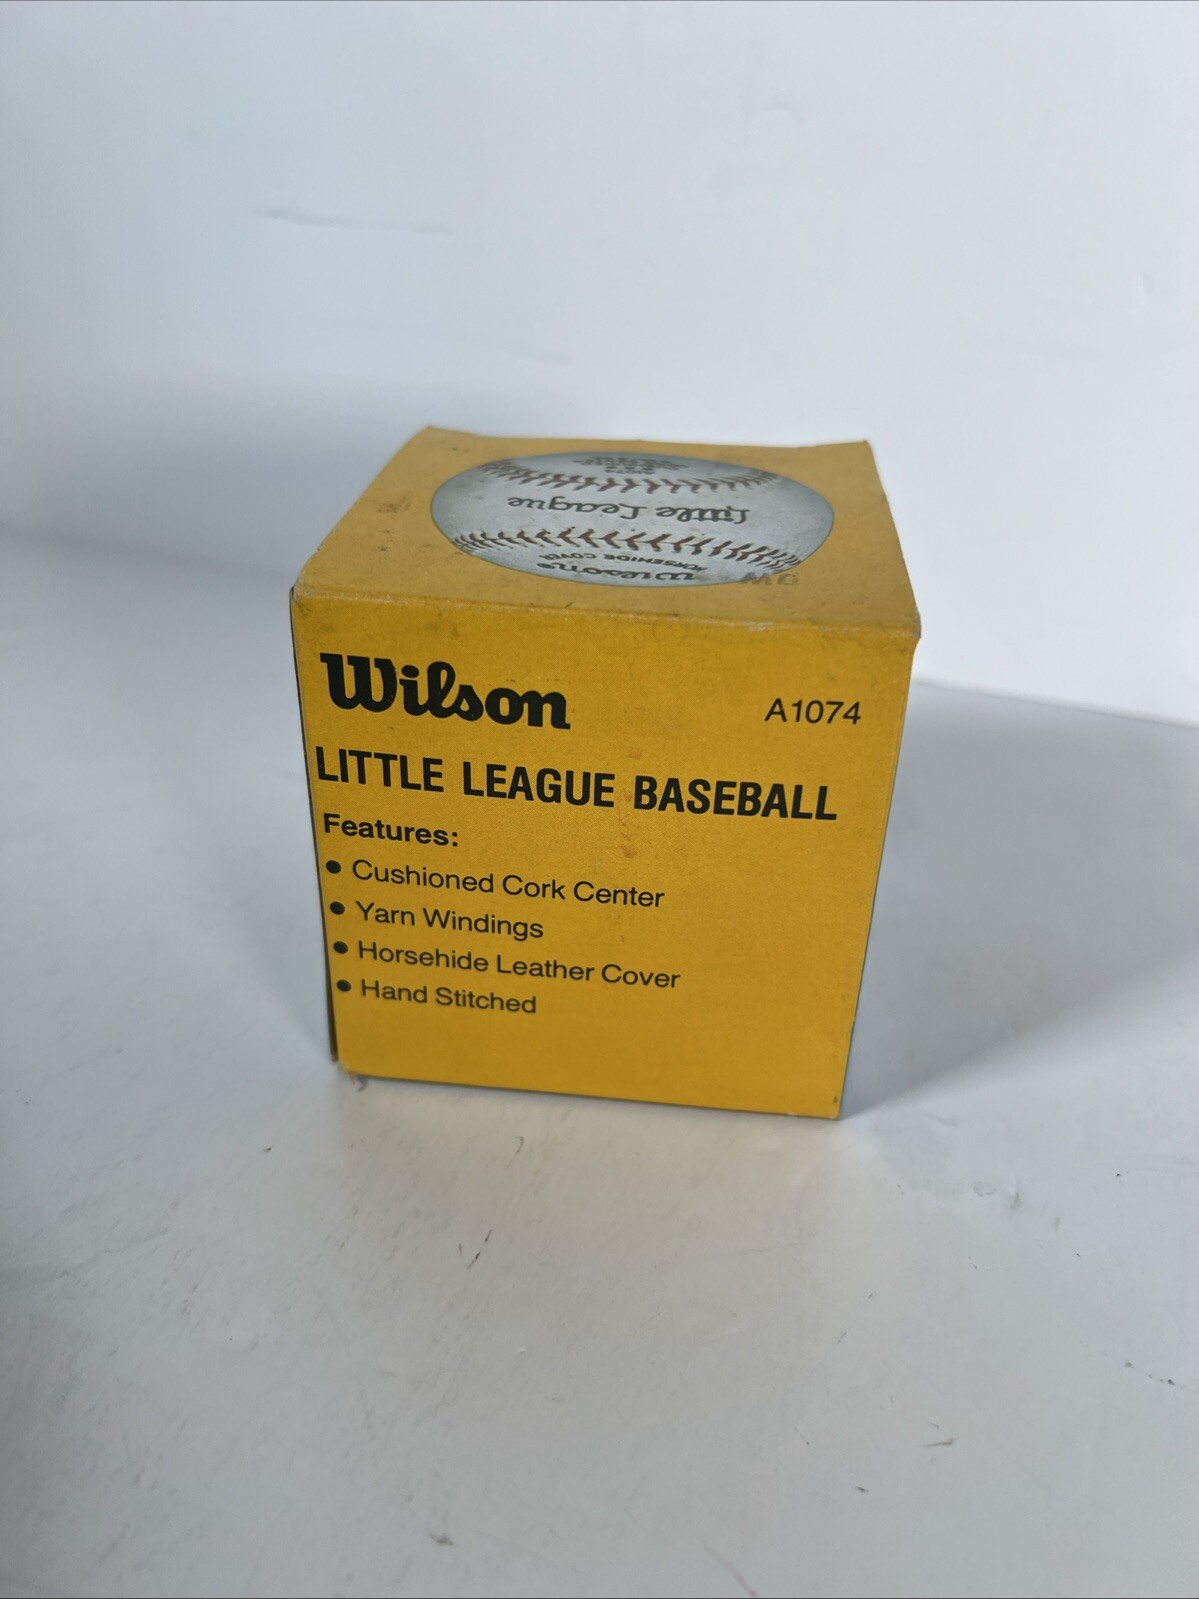 Little League
Wilson
HORSEHIDE COVER
A1074
Wilson
A1074
LITTLE LEAGUE BASEBALL
Features:
• Cushioned Cork Center
• Yarn Windings
• Horsehide Leather Cover
• Hand Stitched